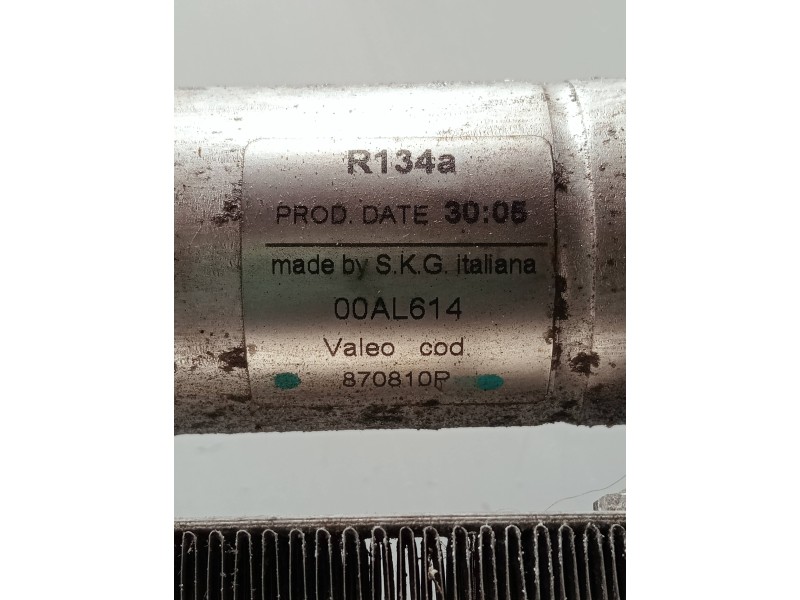 R134a
PROD. DATE 30:05
made by S.K.G. italiana
00AL614
Valeo cod.
870810P